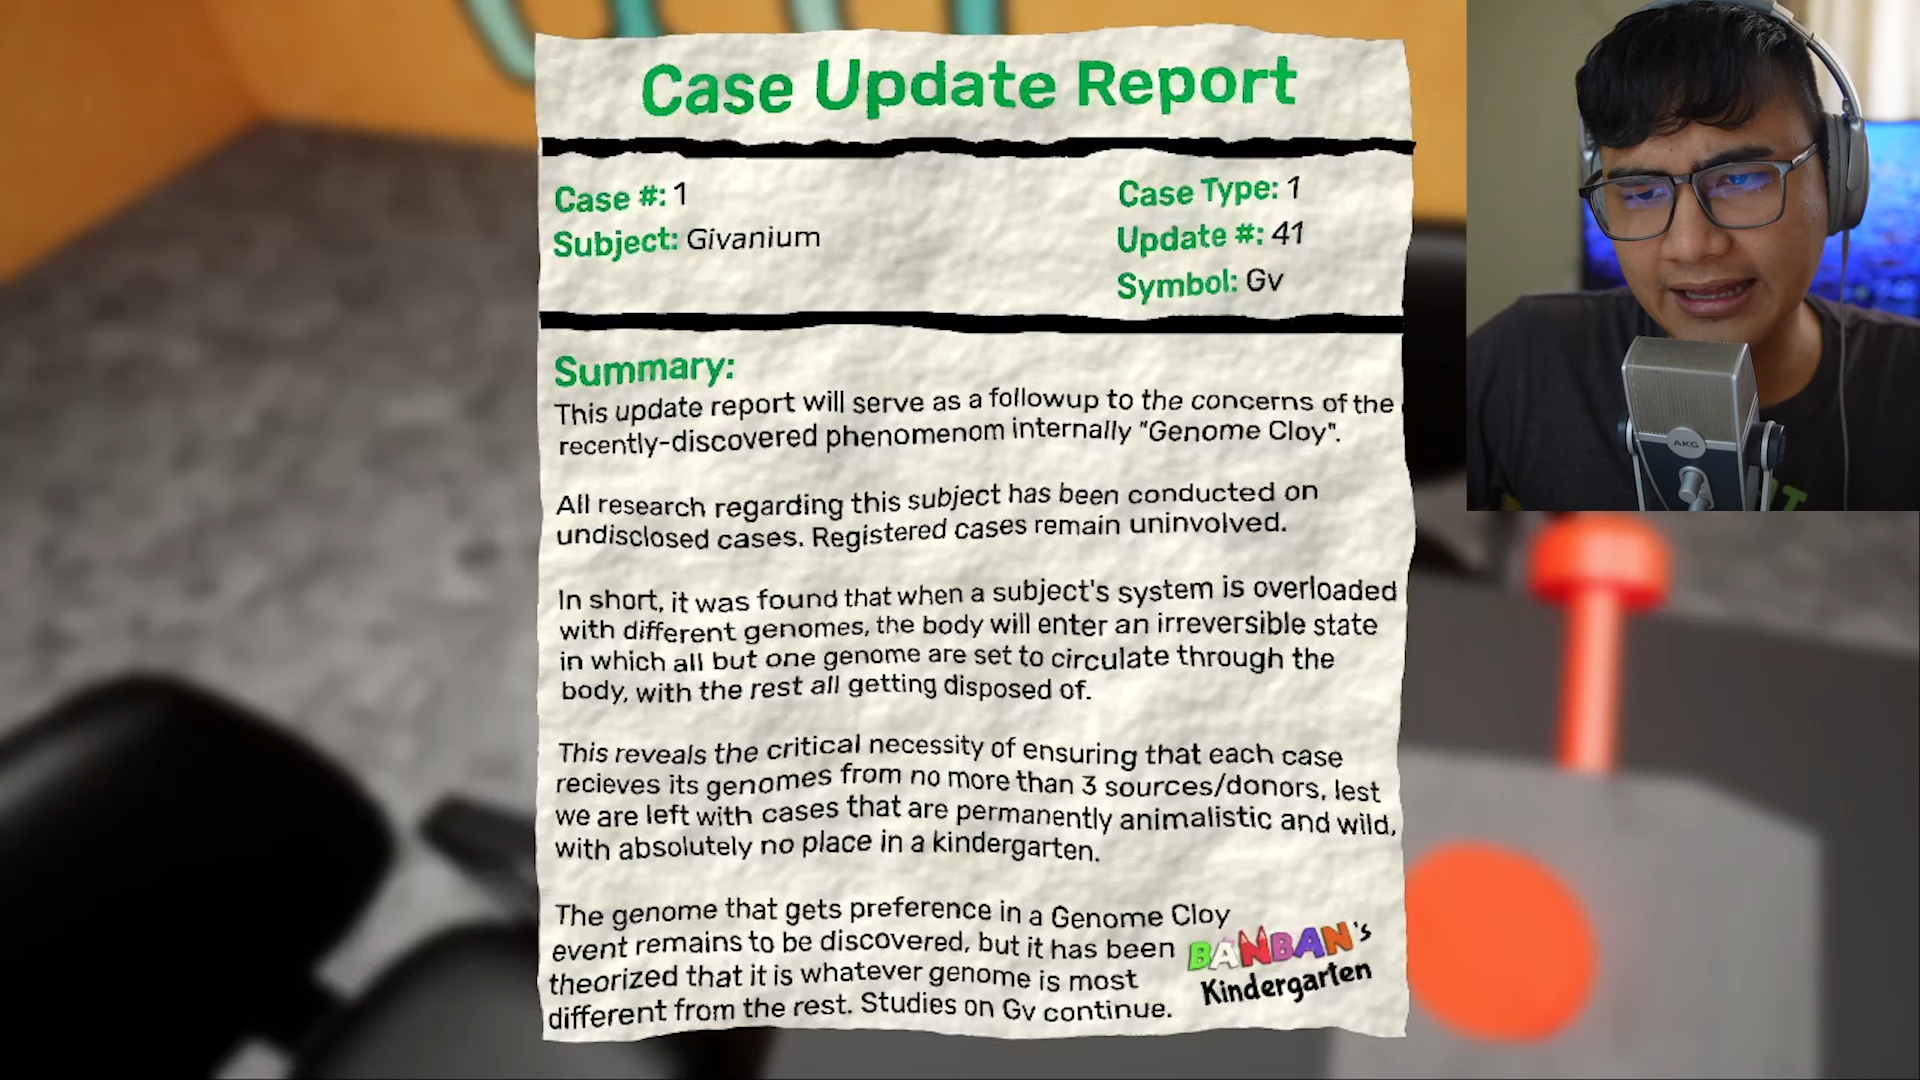 Case Update Report
Case #: 1
Subject: Givanium
Case Type: 1
Update #: 41
Symbol: Gv
Summary:
This update report will serve as a followup to the concerns of the
recently-discovered phenomenom internally "Genome Cloy".
All research regarding this subject has been conducted on
undisclosed cases. Registered cases remain uninvolved.
In short, it was found that when a subject's system is overloaded
with different genomes, the body will enter an irreversible state
in which all but one genome are set to circulate through the
body, with the rest all getting disposed of.
This reveals the critical necessity of ensuring that each case
recieves its genomes from no more than 3 sources/donors, lest
we are left with cases that are permanently animalistic and wild,
with absolutely no place in a kindergarten.
The genome that gets preference in a Genome Cloy
event remains to be discovered, but it has been
theorized that it is whatever genome is most
different from the rest. Studies on Gv continue.
BANBAN's
Kindergarten
AKG